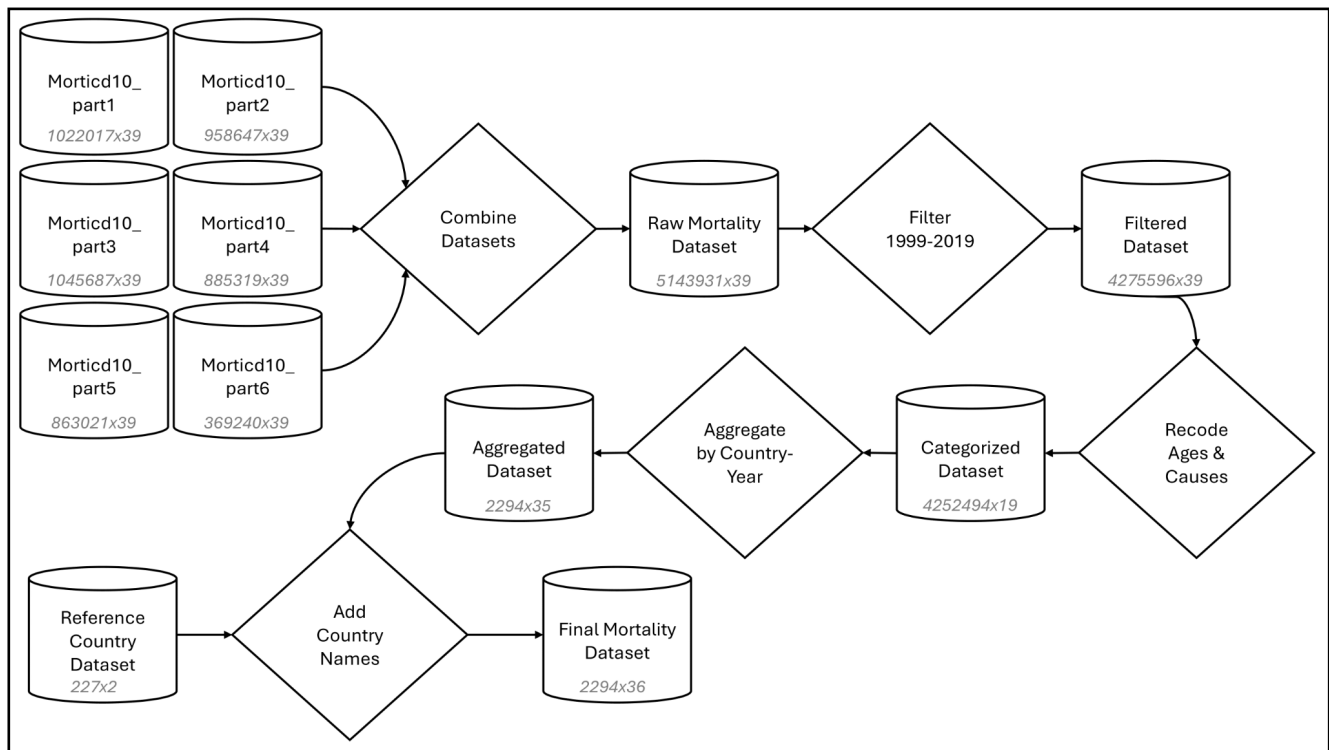 Morticd10_
part1
1022017x39
Morticd10_
part2
958647x39
Morticd10_
part3
1045687x39
Morticd10_
part4
885319x39
Morticd10_
part5
863021x39
Morticd10_
part6
369240x39
Combine
Datasets
Raw Mortality
Dataset
5143931x39
Filter
1999-2019
Filtered
Dataset
4275596x39
Recode
Ages &
Causes
Categorized
Dataset
4252494x19
Aggregate
by Country-
Year
Aggregated
Dataset
2294x35
Reference
Country
Dataset
227x2
Add
Country
Names
Final Mortality
Dataset
2294x36